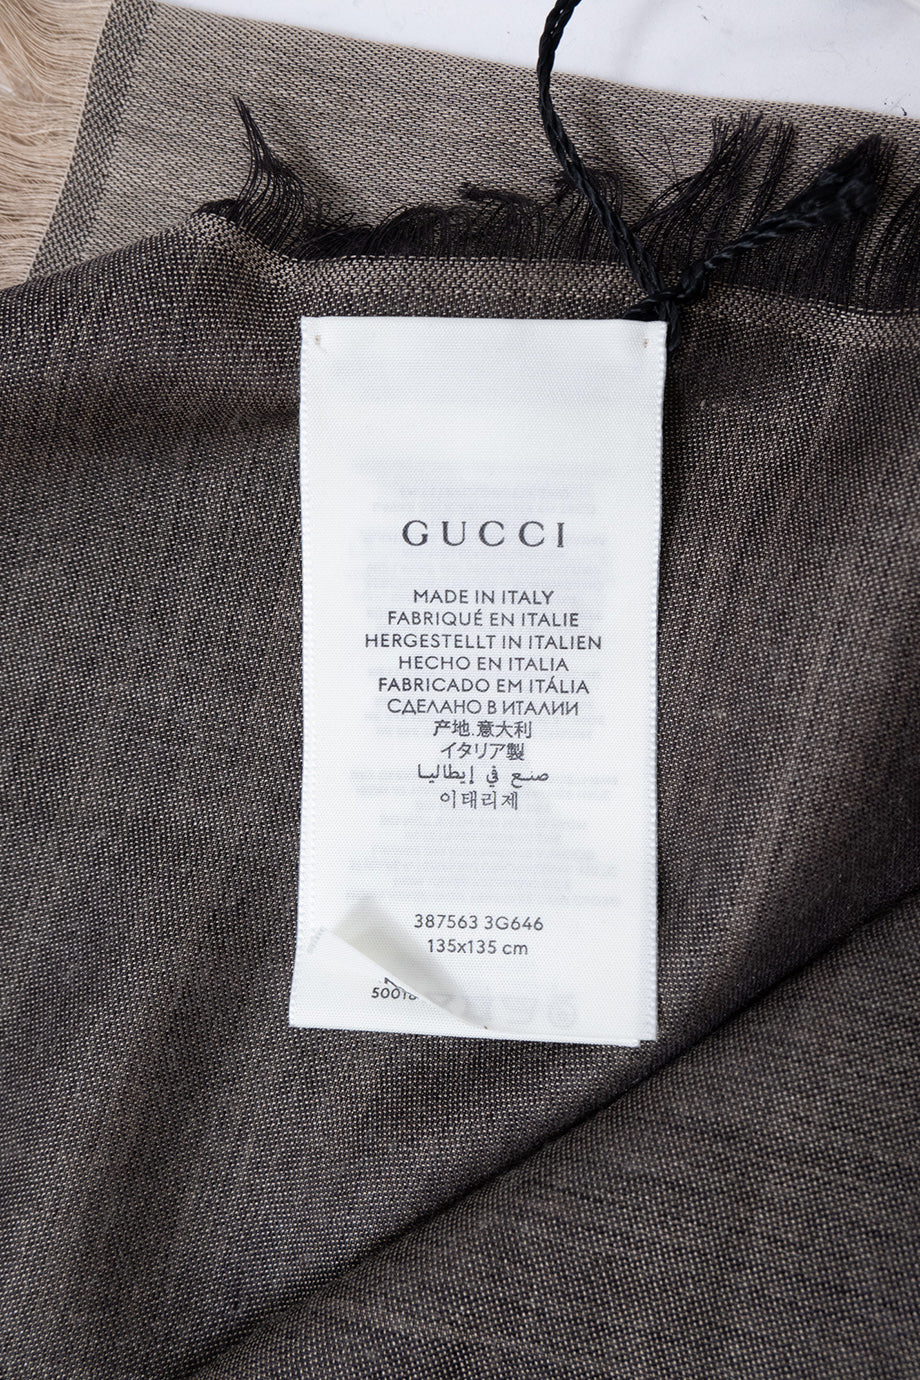 GUCCI
MADE IN ITALY
FABRIQUÉ EN ITALIE
HERGESTELLT IN ITALIEN
HECHO EN ITALIA
FABRICADO EM ITÁLIA
СДЕЛАНО В ИТАЛИИ
产地.意大利
イタリア製
صنع في إيطاليا
이태리제
387563 3G646
135x135 cm